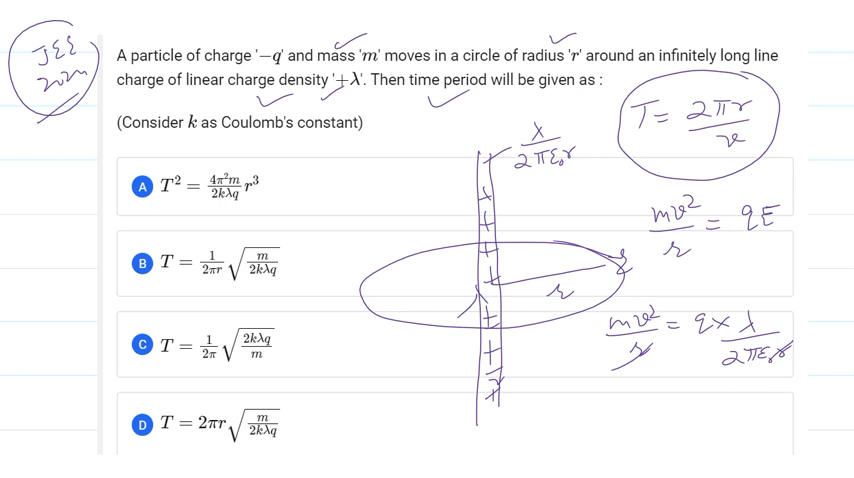 JEE
2024
A particle of charge '−q' and mass 'm' moves in a circle of radius 'r' around an infinitely long line
charge of linear charge density '+λ'. Then time period will be given as :
(Consider k as Coulomb's constant)
T = 2πr / v
λ / 2πε₀r
A T² = 4π²m / 2kλq r³
mv² / r = qE
B T = 1 / 2πr √(m / 2kλq)
r
mv² / r = q × λ / 2πε₀r
C T = 1 / 2π √(2kλq / m)
D T = 2πr √(m / 2kλq)